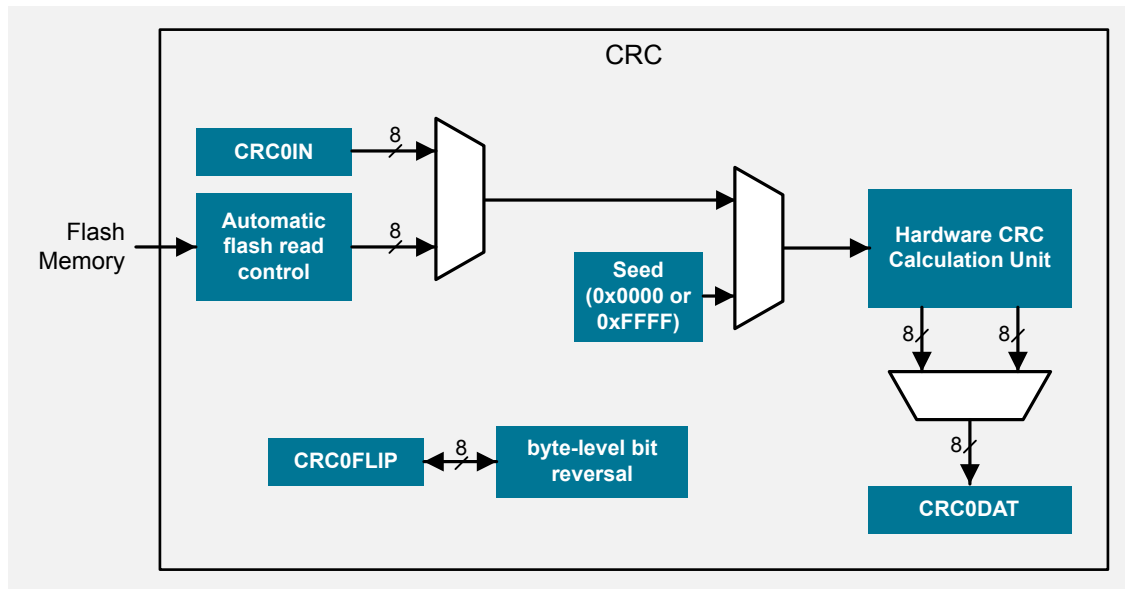 CRC
CRC0IN
8
Automatic
flash read
control
8
Flash
Memory
Seed
(0x0000 or
0xFFFF)
Hardware CRC
Calculation Unit
8
8
8
CRC0DAT
CRC0FLIP
8
byte-level bit
reversal